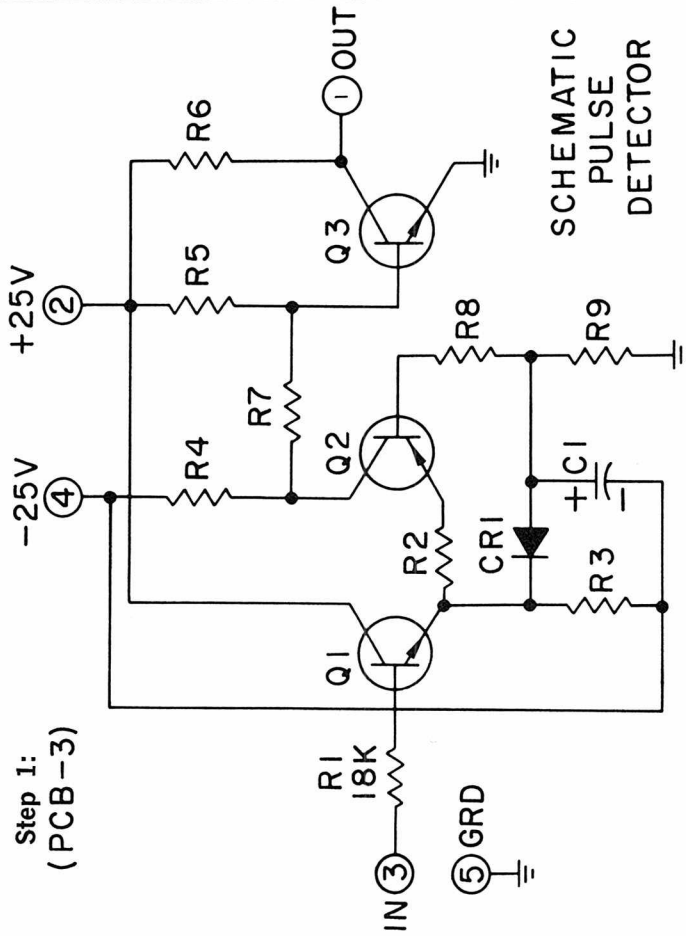 Step 1:
(PCB-3)
-25V
4
+25V
2
R4
R5
R6
R7
1 OUT
Q1
Q2
Q3
R1
18K
IN 3
5 GRD
R2
CR1
R3
+ C1
-
R8
R9
SCHEMATIC
PULSE
DETECTOR